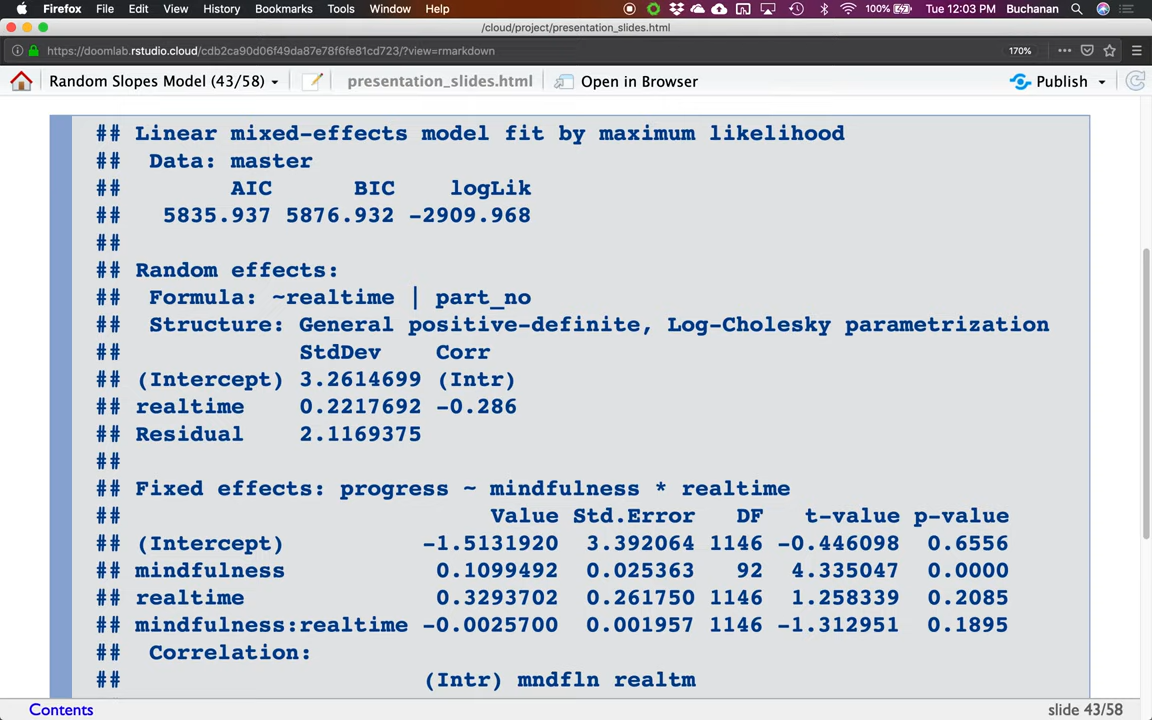 Firefox File Edit View History Bookmarks Tools Window Help 100% Tue 12:03 PM Buchanan
/cloud/project/presentation_slides.html
https://doomlab.rstudio.cloud/cdb2ca90d06f49da87e78f6fe81cd723/?view=rmarkdown 170%
Random Slopes Model (43/58) presentation_slides.html Open in Browser Publish
## Linear mixed-effects model fit by maximum likelihood
## Data: master
## AIC BIC logLik
## 5835.937 5876.932 -2909.968
##
## Random effects:
## Formula: ~realtime | part_no
## Structure: General positive-definite, Log-Cholesky parametrization
## StdDev Corr
## (Intercept) 3.2614699 (Intr)
## realtime 0.2217692 -0.286
## Residual 2.1169375
##
## Fixed effects: progress ~ mindfulness * realtime
## Value Std.Error DF t-value p-value
## (Intercept) -1.5131920 3.392064 1146 -0.446098 0.6556
## mindfulness 0.1099492 0.025363 92 4.335047 0.0000
## realtime 0.3293702 0.261750 1146 1.258339 0.2085
## mindfulness:realtime -0.0025700 0.001957 1146 -1.312951 0.1895
## Correlation:
## (Intr) mndfln realtm
Contents slide 43/58